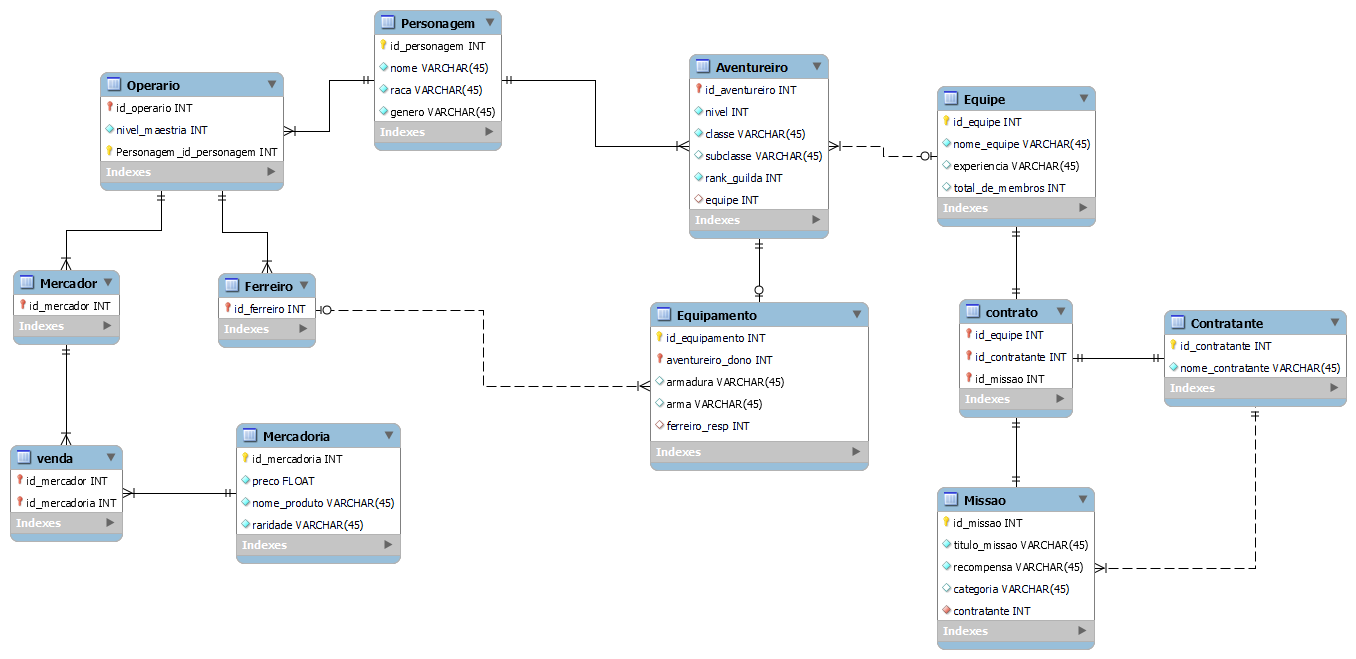 Personagem
id_personagem INT
nome VARCHAR(45)
raca VARCHAR(45)
genero VARCHAR(45)
Indexes
Operario
id_operario INT
nivel_maestria INT
Personagem_id_personagem INT
Indexes
Aventureiro
id_aventureiro INT
nivel INT
classe VARCHAR(45)
subclasse VARCHAR(45)
rank_guilda INT
equipe INT
Indexes
Equipe
id_equipe INT
nome_equipe VARCHAR(45)
experiencia VARCHAR(45)
total_de_membros INT
Indexes
Mercador
id_mercador INT
Indexes
Ferreiro
id_ferreiro INT
Indexes
Equipamento
id_equipamento INT
aventureiro_dono INT
armadura VARCHAR(45)
arma VARCHAR(45)
ferreiro_resp INT
Indexes
contrato
id_equipe INT
id_contratante INT
id_missao INT
Indexes
Contratante
id_contratante INT
nome_contratante VARCHAR(45)
Indexes
venda
id_mercador INT
id_mercadoria INT
Indexes
Mercadoria
id_mercadoria INT
preco FLOAT
nome_produto VARCHAR(45)
raridade VARCHAR(45)
Indexes
Missao
id_missao INT
titulo_missao VARCHAR(45)
recompensa VARCHAR(45)
categoria VARCHAR(45)
contratante INT
Indexes